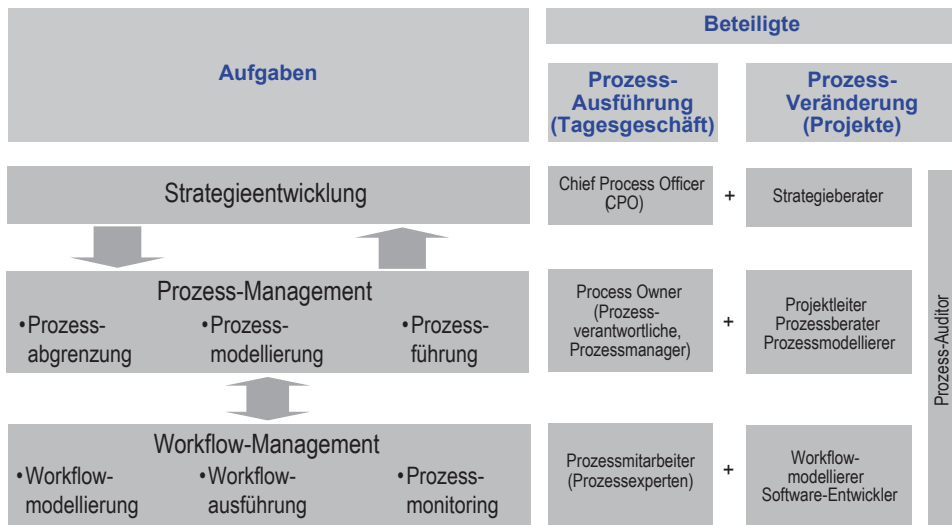 Aufgaben
Beteiligte
Prozess-
Ausführung
(Tagesgeschäft)
Prozess-
Veränderung
(Projekte)
Strategieentwicklung
Chief Process Officer
(CPO)
+
Strategieberater
Prozess-Management
•Prozess-
abgrenzung
•Prozess-
modellierung
•Prozess-
führung
Process Owner
(Prozess-
verantwortliche,
Prozessmanager)
+
Projektleiter
Prozessberater
Prozessmodellierer
Workflow-Management
•Workflow-
modellierung
•Workflow-
ausführung
•Prozess-
monitoring
Prozessmitarbeiter
(Prozessexperten)
+
Workflow-
modellierer
Software-Entwickler
Prozess-Auditor